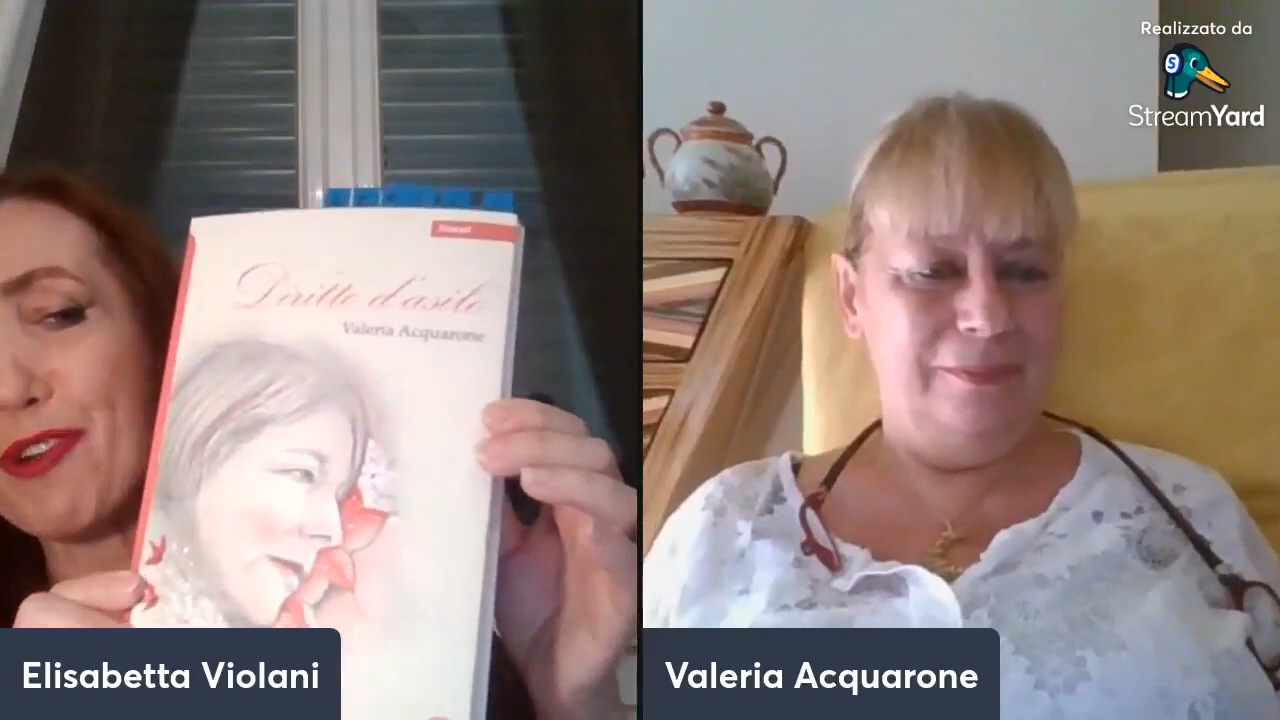 Realizzato da
StreamYard
Diritto d'asilo
Valeria Acquarone
Elisabetta Violani
Valeria Acquarone